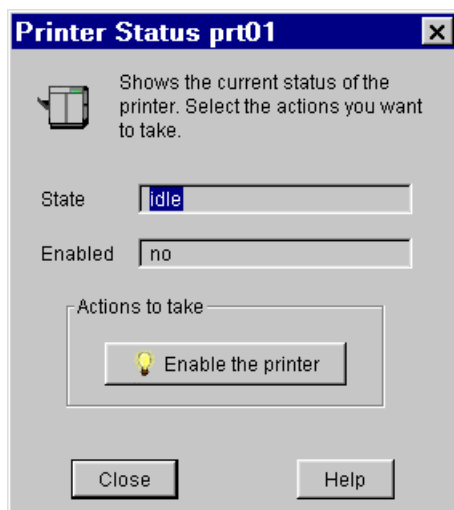 Printer Status prt01
Shows the current status of the
printer. Select the actions you want
to take.
State idle
Enabled no
Actions to take
Enable the printer
Close Help